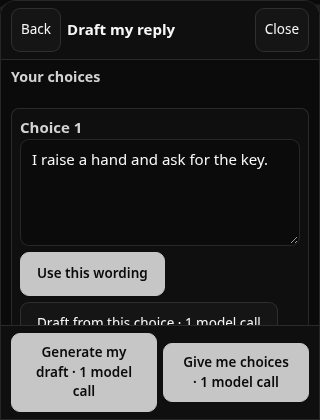 Back
Draft my reply
Close
Your choices
Choice 1
I raise a hand and ask for the key.
Use this wording
Draft from this choice · 1 model call
Generate my
draft · 1 model
call
Give me choices
· 1 model call